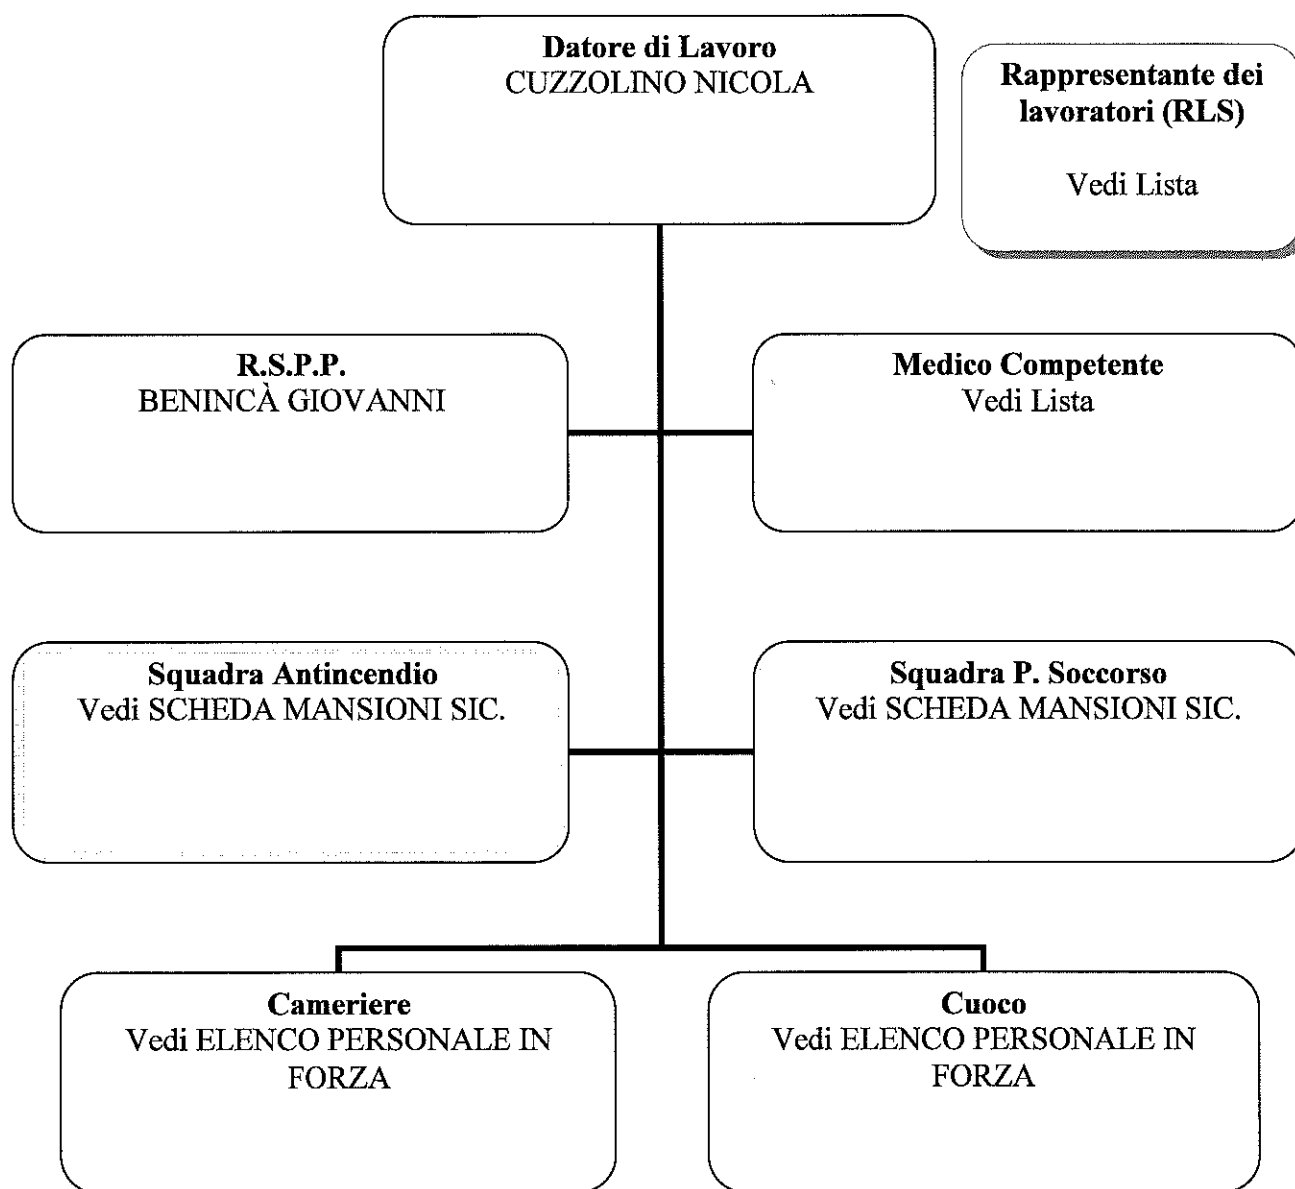 Datore di Lavoro
CUZZOLINO NICOLA
Rappresentante dei
lavoratori (RLS)
Vedi Lista
R.S.P.P.
BENINCÀ GIOVANNI
Medico Competente
Vedi Lista
Squadra Antincendio
Vedi SCHEDA MANSIONI SIC.
Squadra P. Soccorso
Vedi SCHEDA MANSIONI SIC.
Cameriere
Vedi ELENCO PERSONALE IN
FORZA
Cuoco
Vedi ELENCO PERSONALE IN
FORZA